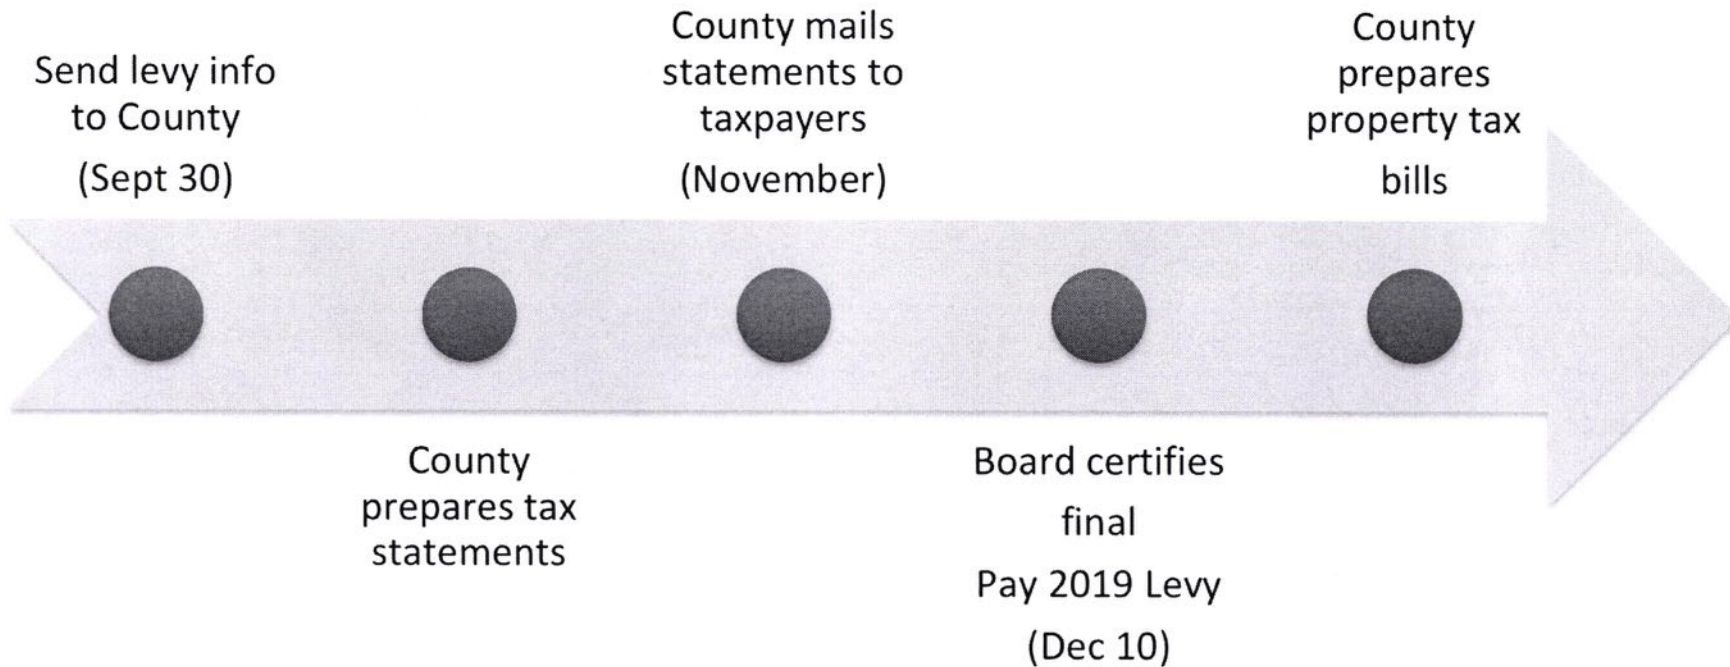 Send levy info
to County
(Sept 30)
County
prepares tax
statements
County mails
statements to
taxpayers
(November)
Board certifies
final
Pay 2019 Levy
(Dec 10)
County
prepares
property tax
bills